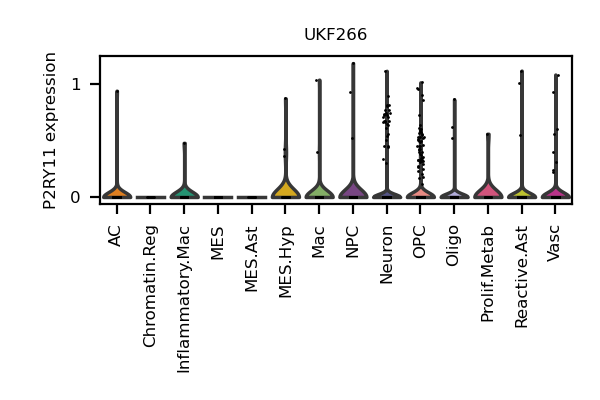 UKF266
P2RY11 expression
1
0
AC
Chromatin.Reg
Inflammatory.Mac
MES
MES.Ast
MES.Hyp
Mac
NPC
Neuron
OPC
Oligo
Prolif.Metab
Reactive.Ast
Vasc